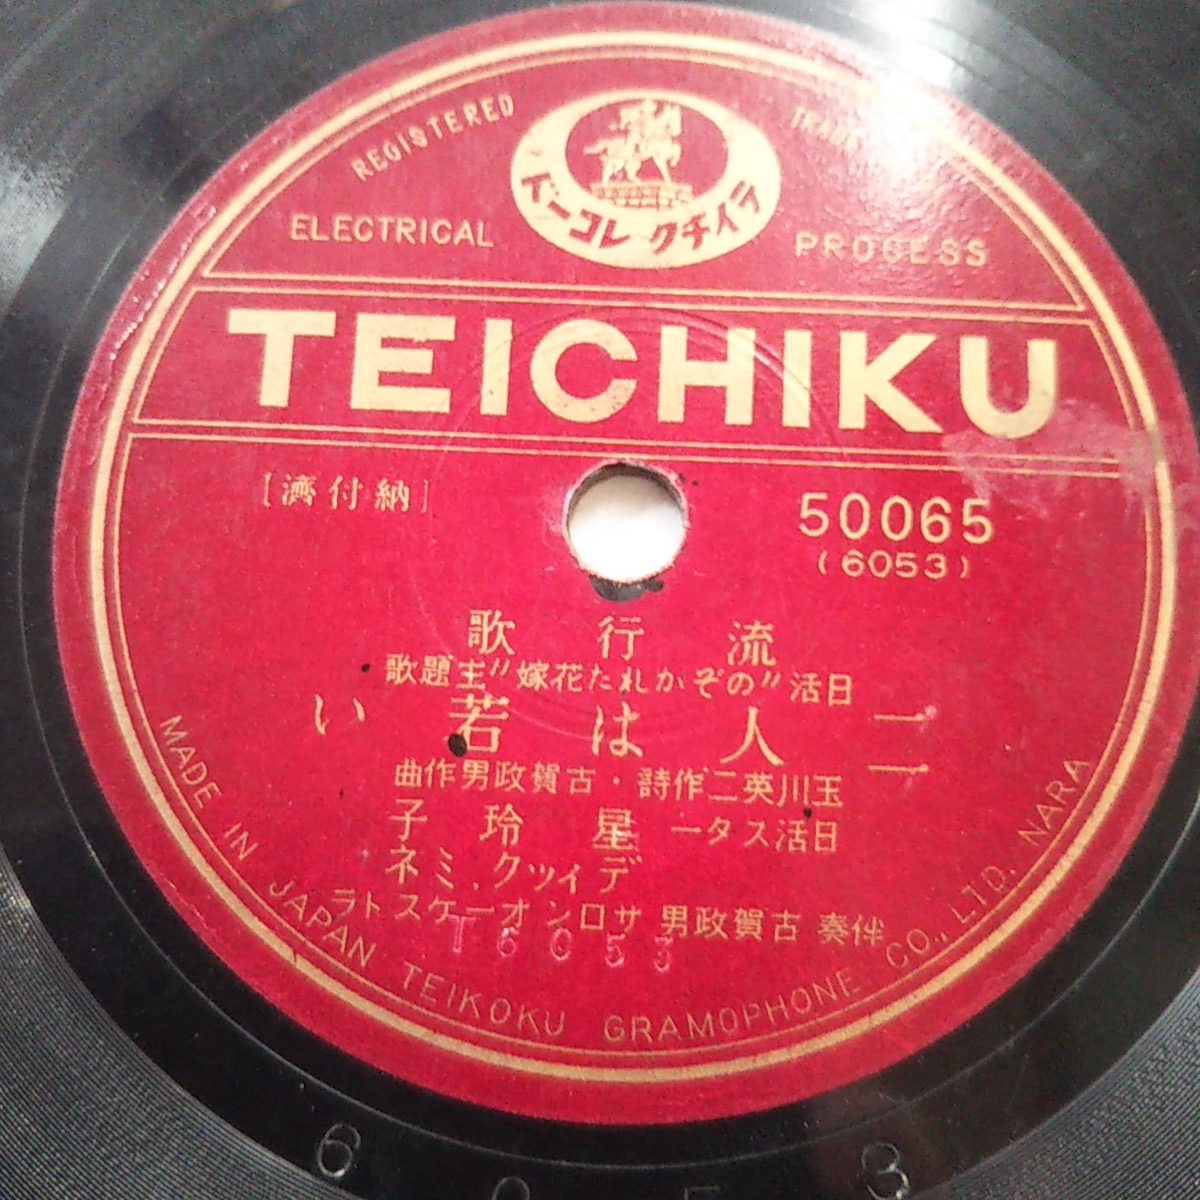 REGISTERED TRADE
テイチクレコード
ELECTRICAL PROCESS
TEICHIKU
[納付濟]
50065
(6053)
流行歌
日活"のぞかれた花嫁"主題歌
二人は若い
玉川英二作詩・古賀政男作曲
日活スター 星玲子
ディック.ミネ
伴奏 古賀政男 サロンオーケストラ
T6053
MADE IN JAPAN TEIKOKU GRAMOPHONE CO., LTD. NARA
6053